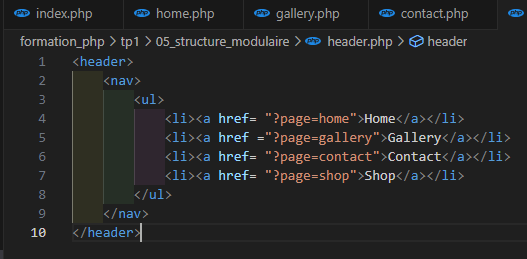 index.php home.php gallery.php contact.php
formation_php > tp1 > 05_structure_modulaire > header.php > header
1 <header>
2 <nav>
3 <ul>
4 <li><a href= "?page=home">Home</a></li>
5 <li><a href ="?page=gallery">Gallery</a></li>
6 <li><a href= "?page=contact">Contact</a></li>
7 <li><a href= "?page=shop">Shop</a></li>
8 </ul>
9 </nav>
10 </header>